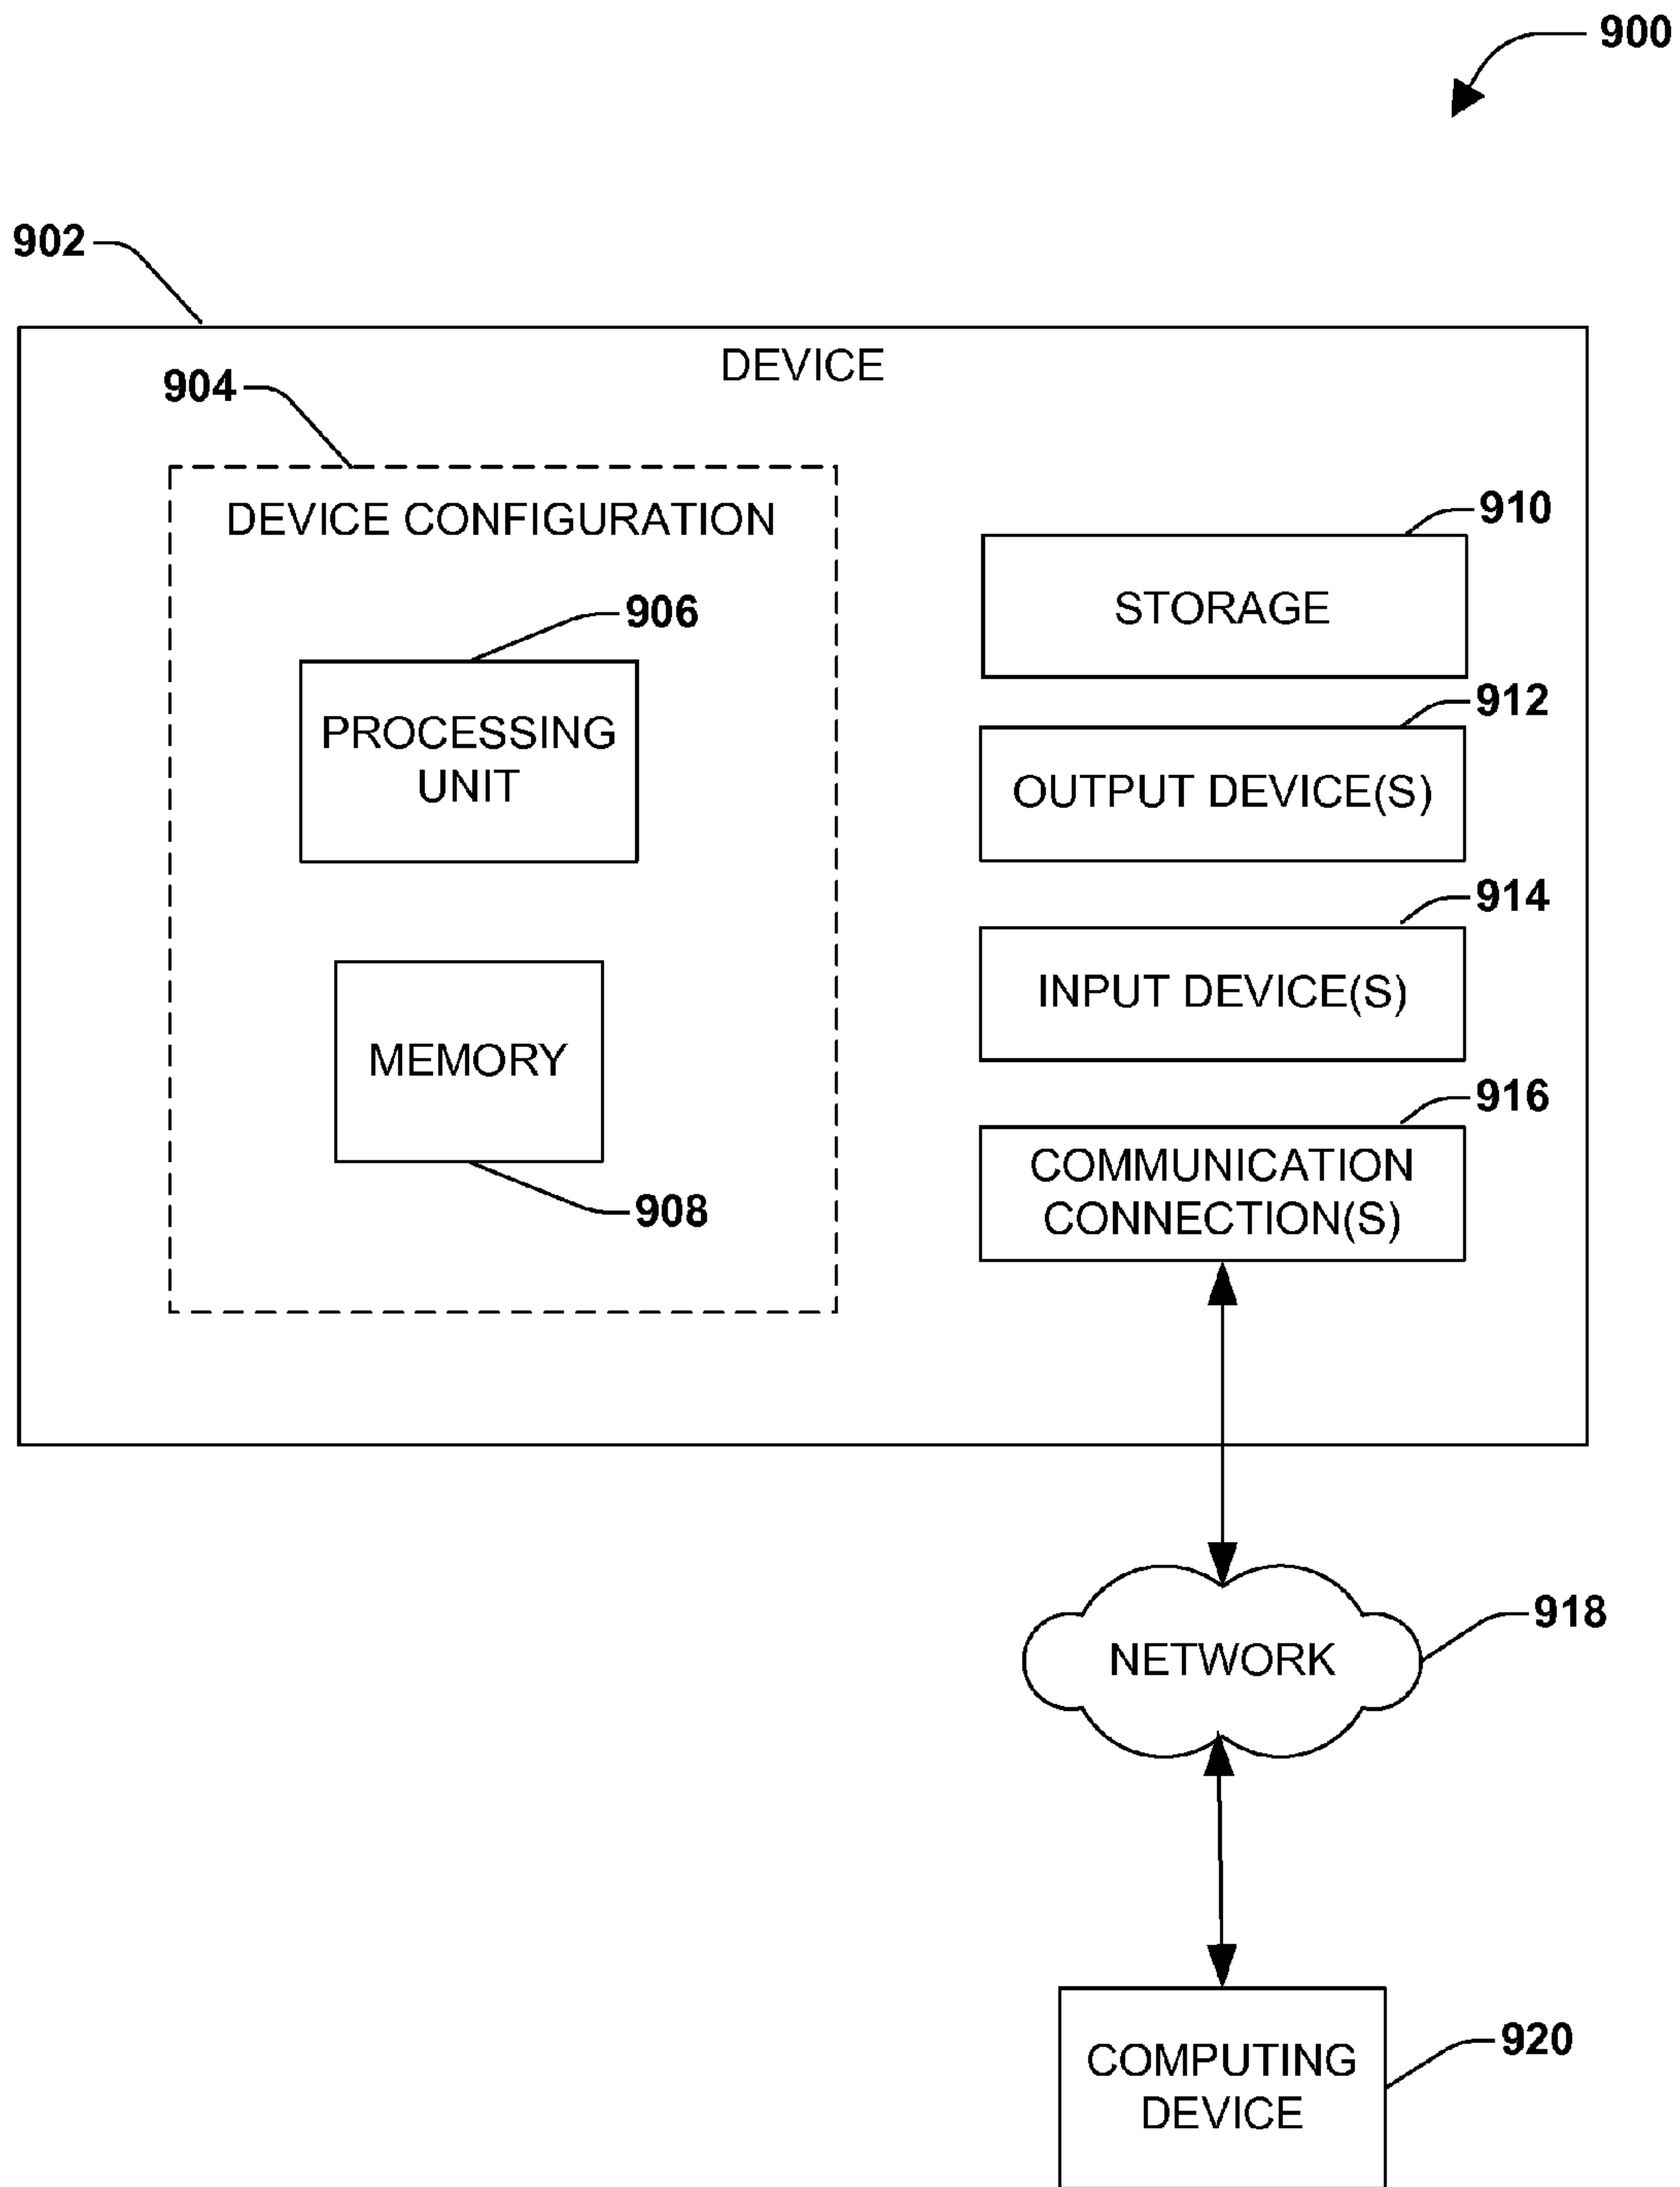 900
902
DEVICE
904
DEVICE CONFIGURATION
910
STORAGE
906
PROCESSING
UNIT
912
OUTPUT DEVICE(S)
914
INPUT DEVICE(S)
MEMORY
908
916
COMMUNICATION
CONNECTION(S)
918
NETWORK
920
COMPUTING
DEVICE